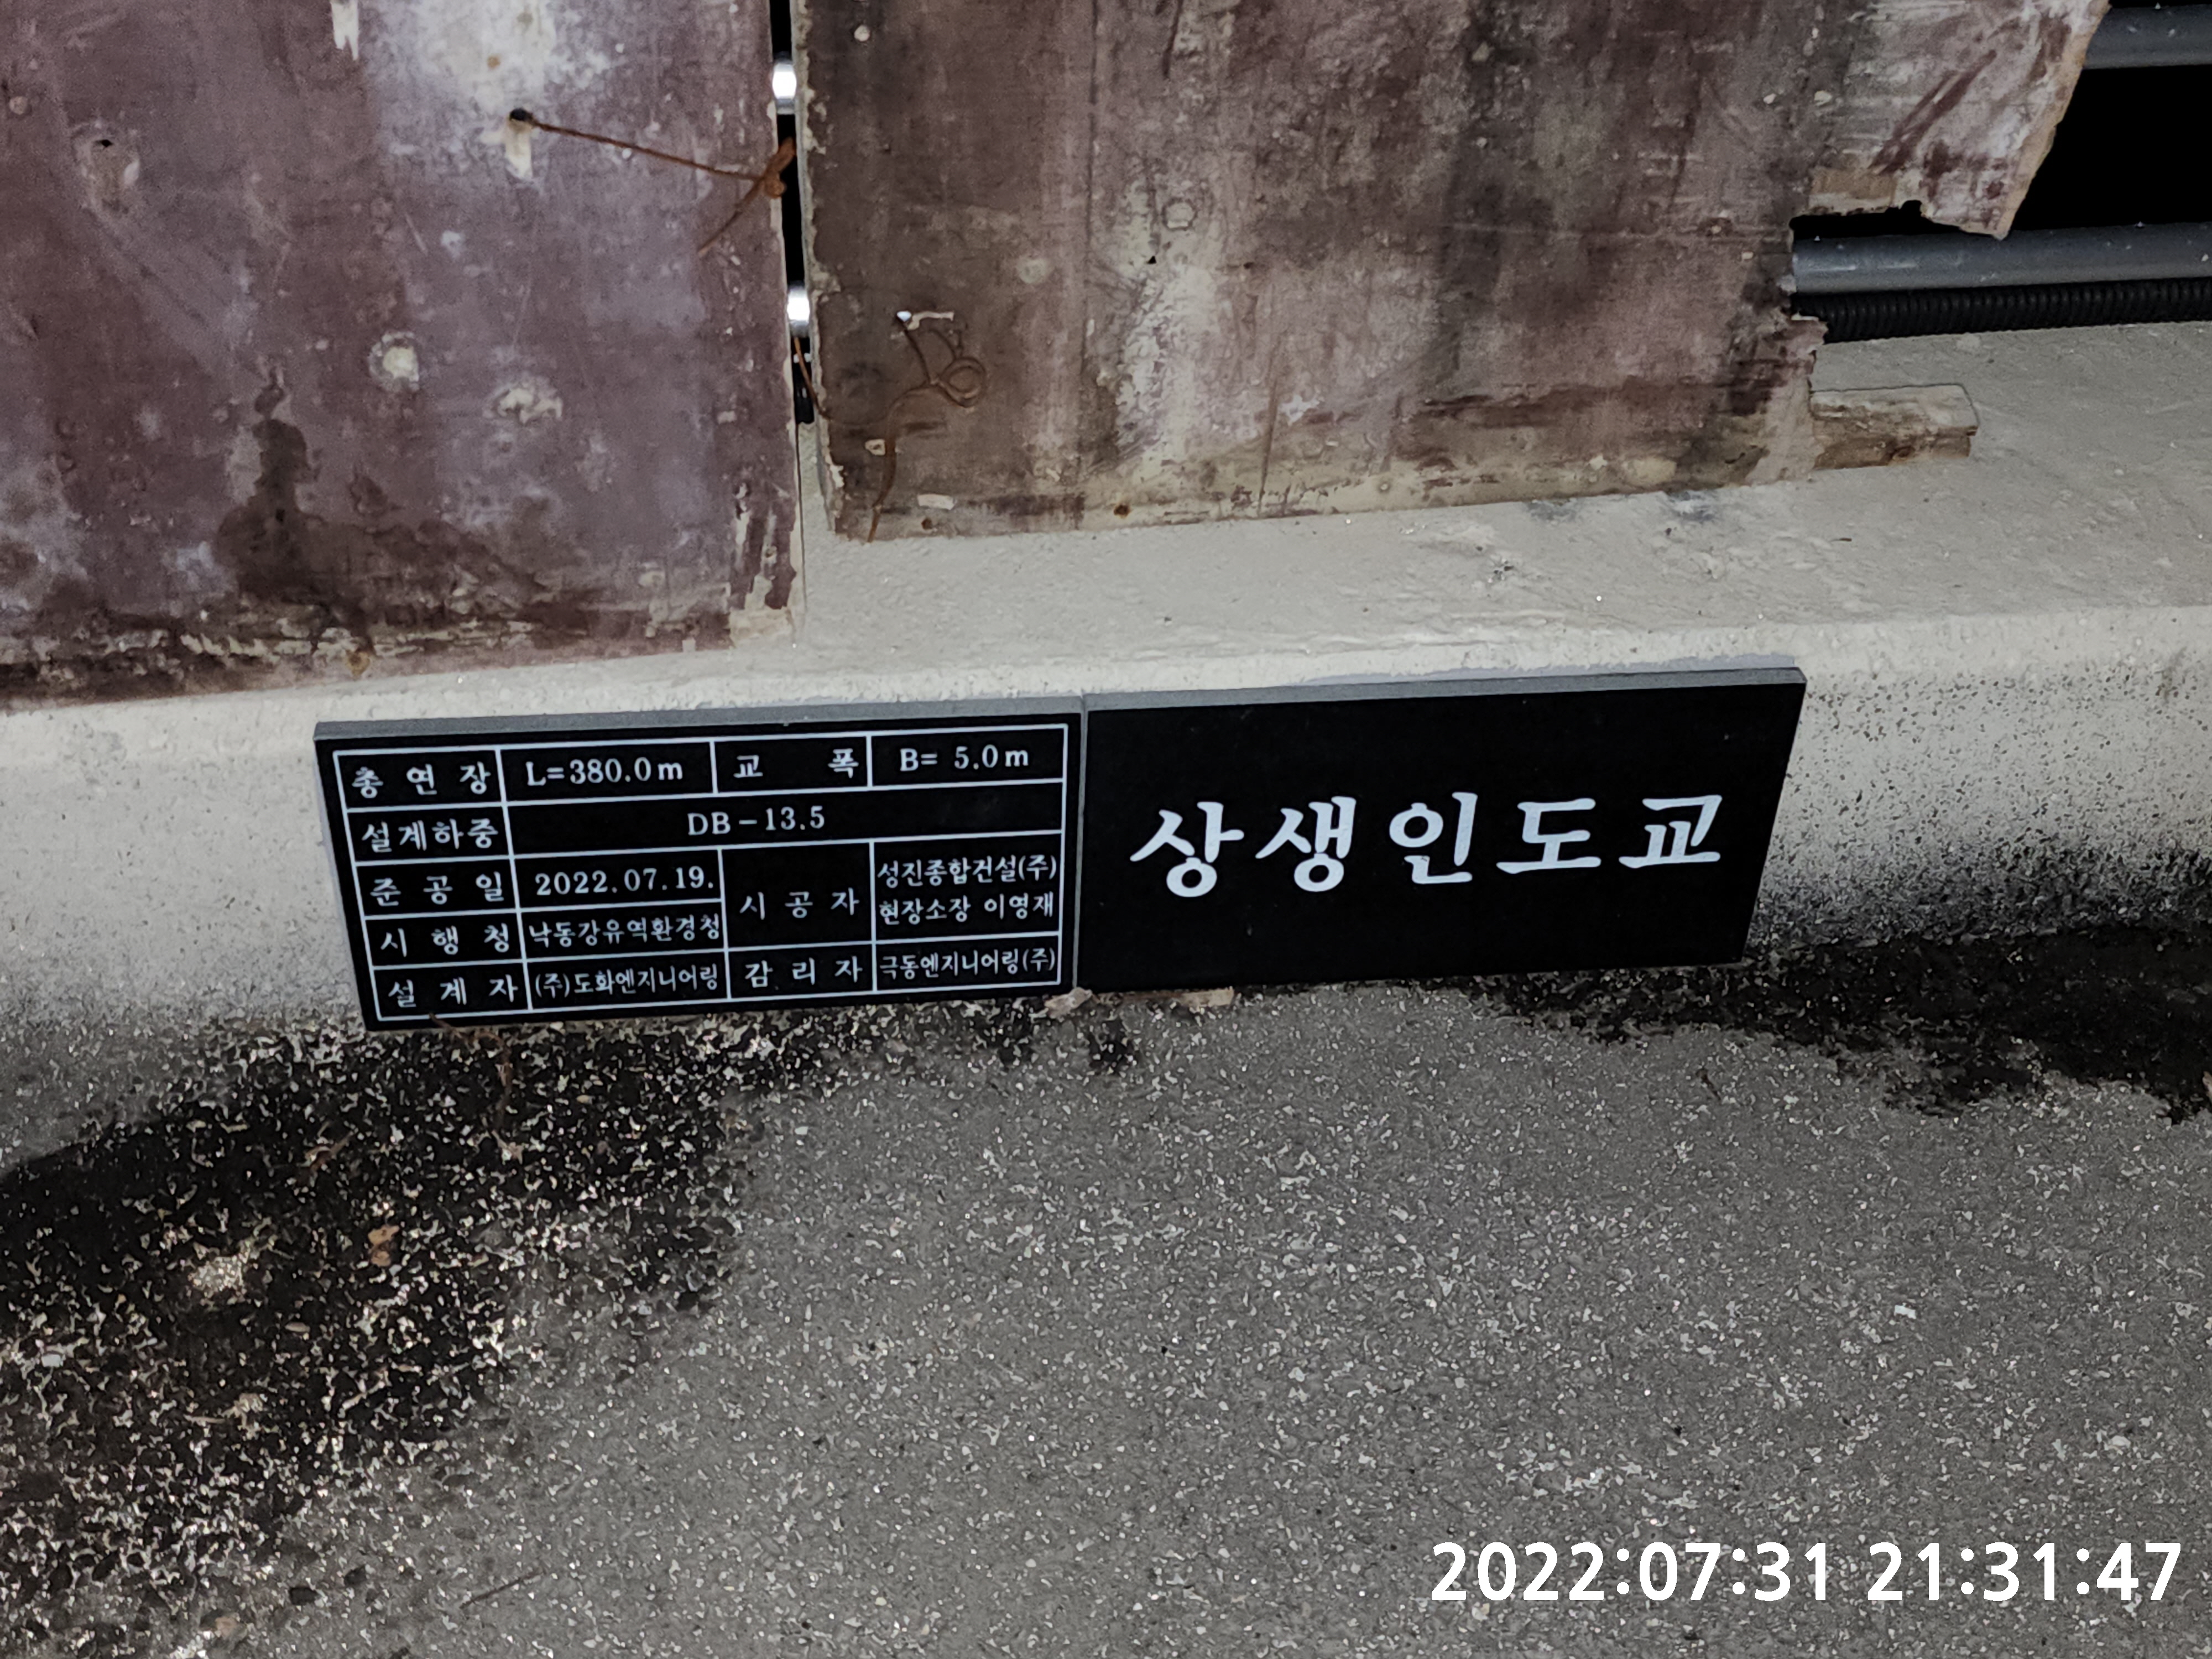 총 연 장 L=380.0m 교 폭 B= 5.0m
설계하중 DB-13.5
준 공 일 2022.07.19. 시 공 자 성진종합건설(주)
현장소장 이영재
시 행 청 낙동강유역환경청
설 계 자 (주)도화엔지니어링 감 리 자 극동엔지니어링(주)
상생인도교
2022:07:31 21:31:47